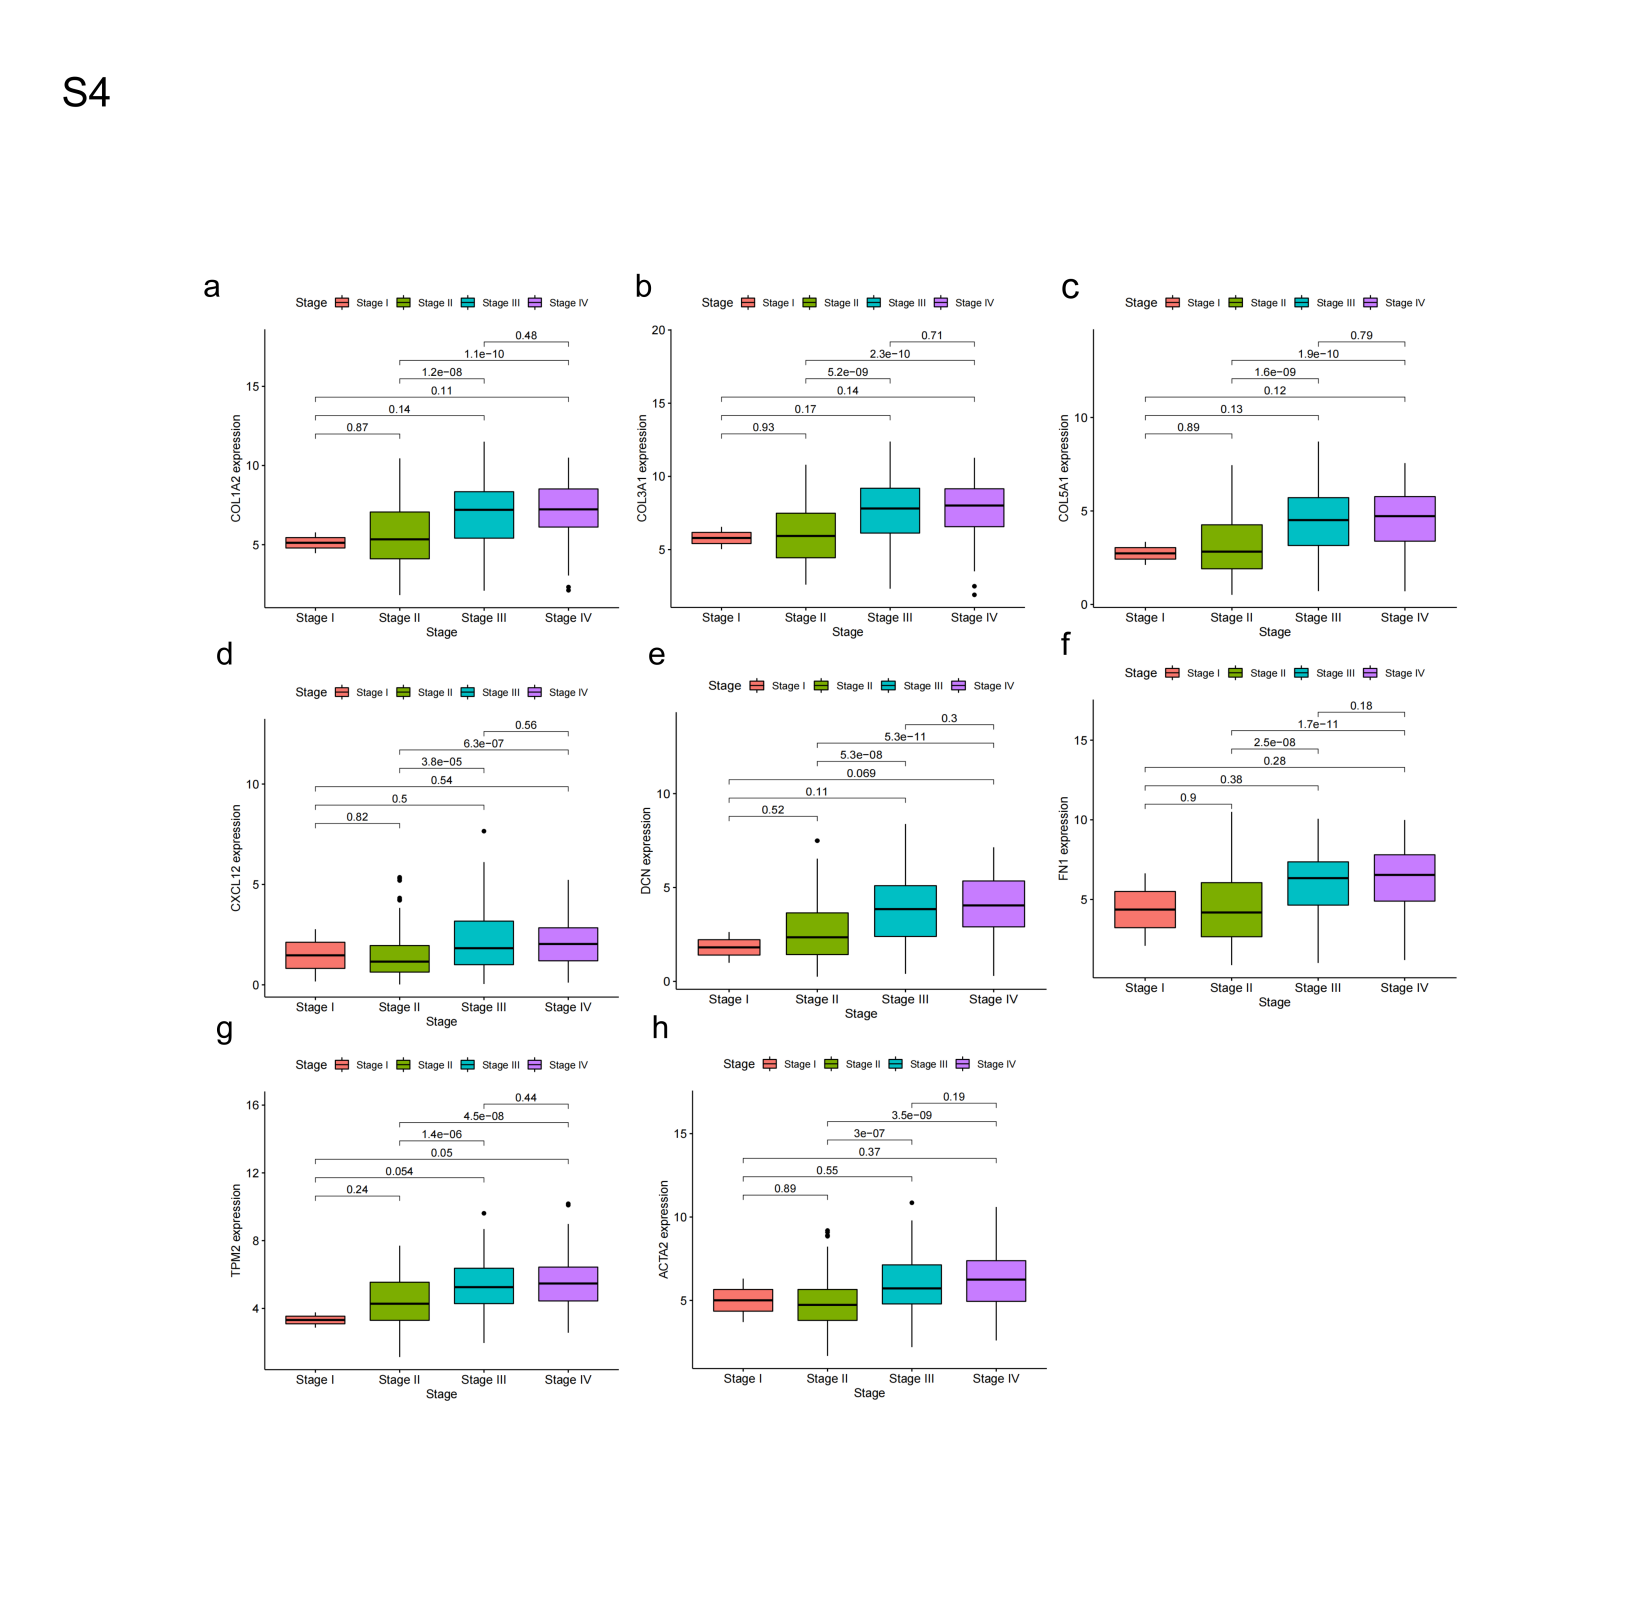 S4
a
Stage Stage I Stage II Stage III Stage IV
COL1A2 expression
15
10
5
0.48
1.1e−10
1.2e−08
0.11
0.14
0.87
Stage I Stage II Stage III Stage IV
Stage
b
Stage Stage I Stage II Stage III Stage IV
COL3A1 expression
20
15
10
5
0.71
2.3e−10
5.2e−09
0.14
0.17
0.93
Stage I Stage II Stage III Stage IV
Stage
c
Stage Stage I Stage II Stage III Stage IV
COL5A1 expression
10
5
0
0.79
1.9e−10
1.6e−09
0.12
0.13
0.89
Stage I Stage II Stage III Stage IV
Stage
d
Stage Stage I Stage II Stage III Stage IV
CXCL12 expression
10
5
0
0.56
6.3e−07
3.8e−05
0.54
0.5
0.82
Stage I Stage II Stage III Stage IV
Stage
e
Stage Stage I Stage II Stage III Stage IV
DCN expression
10
5
0
0.3
5.3e−11
5.3e−08
0.069
0.11
0.52
Stage I Stage II Stage III Stage IV
Stage
f
Stage Stage I Stage II Stage III Stage IV
FN1 expression
15
10
5
0.18
1.7e−11
2.5e−08
0.28
0.38
0.9
Stage I Stage II Stage III Stage IV
Stage
g
Stage Stage I Stage II Stage III Stage IV
TPM2 expression
16
12
8
4
0.44
4.5e−08
1.4e−06
0.05
0.054
0.24
Stage I Stage II Stage III Stage IV
Stage
h
Stage Stage I Stage II Stage III Stage IV
ACTA2 expression
15
10
5
0.19
3.5e−09
3e−07
0.37
0.55
0.89
Stage I Stage II Stage III Stage IV
Stage